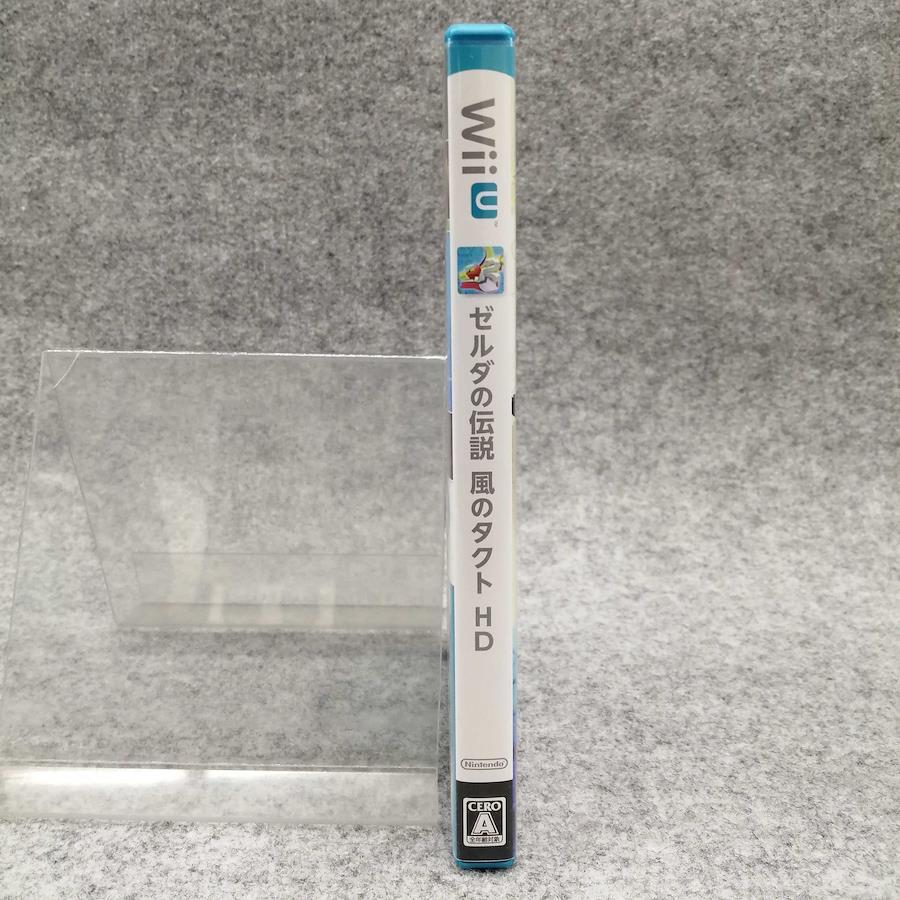 Wii U™
ゼルダの伝説 風のタクト HD
Nintendo
CERO
A
全年齢対象